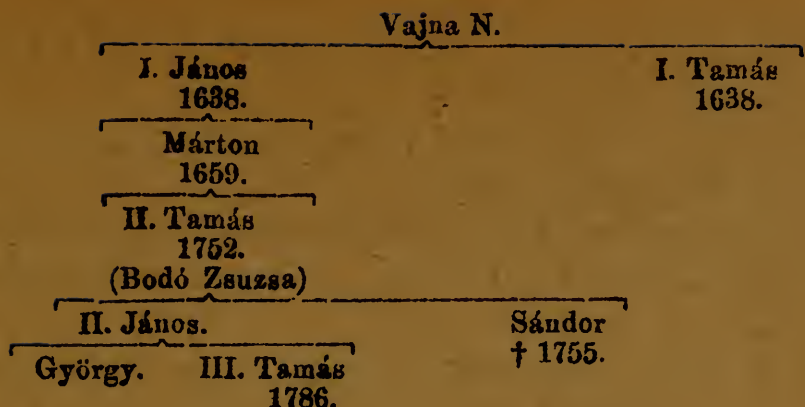 Vajna N.
I. János I. Tamás
1638. 1638.
Márton
1659.
II. Tamás
1752.
(Bodó Zsuzsa)
II. János. Sándor
† 1755.
György. III. Tamás
1786.